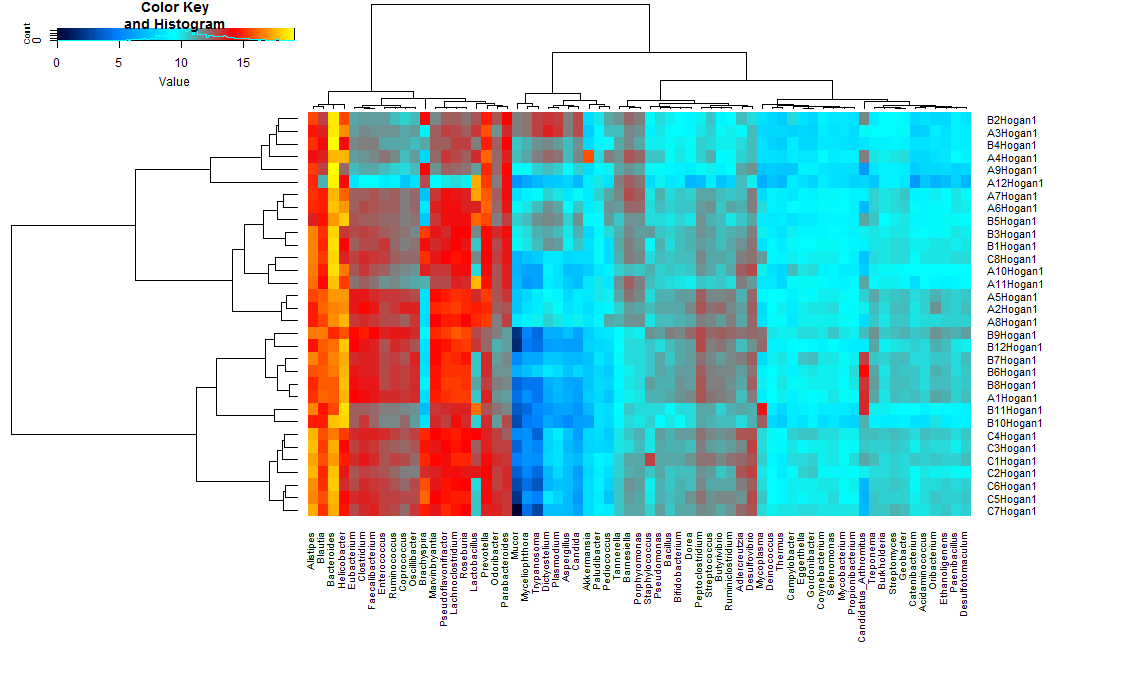 Color Key
and Histogram
Count
0
0 5 10 15
Value
B2Hogan1
A3Hogan1
B4Hogan1
A4Hogan1
A9Hogan1
A12Hogan1
A7Hogan1
A6Hogan1
B5Hogan1
B3Hogan1
B1Hogan1
C8Hogan1
A10Hogan1
A11Hogan1
A5Hogan1
A2Hogan1
A8Hogan1
B9Hogan1
B12Hogan1
B7Hogan1
B6Hogan1
B8Hogan1
A1Hogan1
B11Hogan1
B10Hogan1
C4Hogan1
C3Hogan1
C1Hogan1
C2Hogan1
C6Hogan1
C5Hogan1
C7Hogan1
Alistipes
Blautia
Bacteroides
Helicobacter
Eubacterium
Clostridium
Faecalibacterium
Enterococcus
Ruminococcus
Coprococcus
Oscillibacter
Brachyspira
Marvinbryantia
Pseudoflavonifractor
Lachnoclostridium
Roseburia
Lactobacillus
Prevotella
Odoribacter
Parabacteroides
Mucor
Myceliophthora
Trypanosoma
Dictyostelium
Plasmodium
Aspergillus
Candida
Akkermansia
Paludibacter
Pediococcus
Tannerella
Barnesiella
Porphyromonas
Staphylococcus
Pseudomonas
Bacillus
Bifidobacterium
Dorea
Peptoclostridium
Streptococcus
Butyrivibrio
Ruminiclostridium
Adlercreutzia
Desulfovibrio
Mycoplasma
Deinococcus
Thermus
Campylobacter
Eggerthella
Gordonibacter
Corynebacterium
Selenomonas
Mycobacterium
Propionibacterium
Candidatus_Arthromitus
Treponema
Burkholderia
Streptomyces
Geobacter
Catenibacterium
Acidaminococcus
Oribacterium
Ethanoligenens
Paenibacillus
Desulfotomaculum